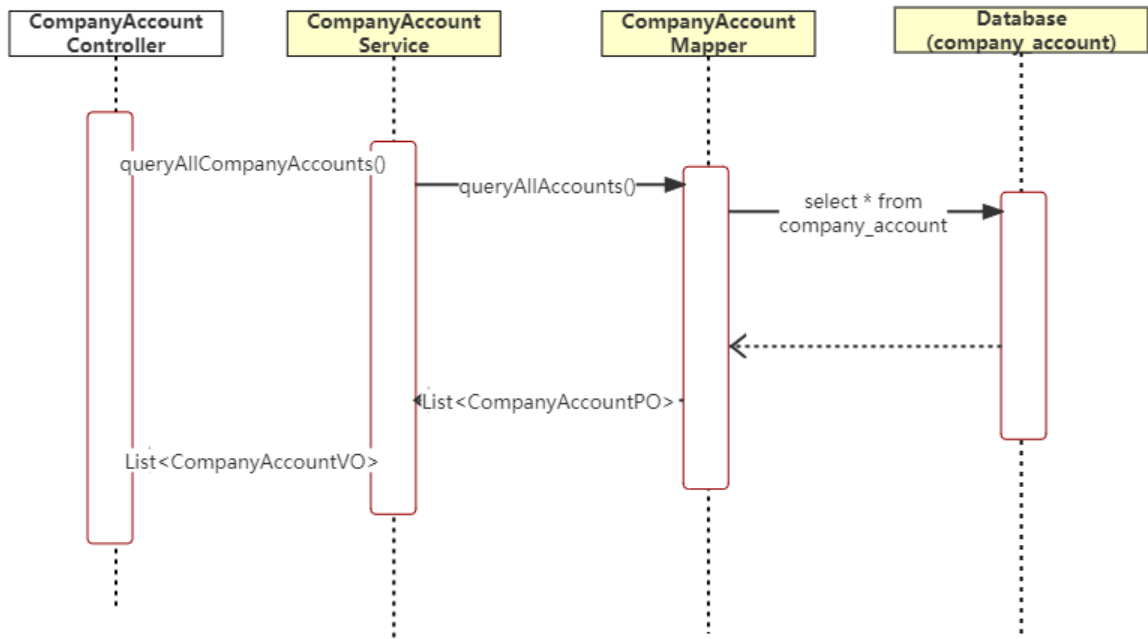 CompanyAccount
Controller
CompanyAccount
Service
CompanyAccount
Mapper
Database
(company_account)
queryAllCompanyAccounts()
queryAllAccounts()
select * from
company_account
List<CompanyAccountPO>
List<CompanyAccountVO>